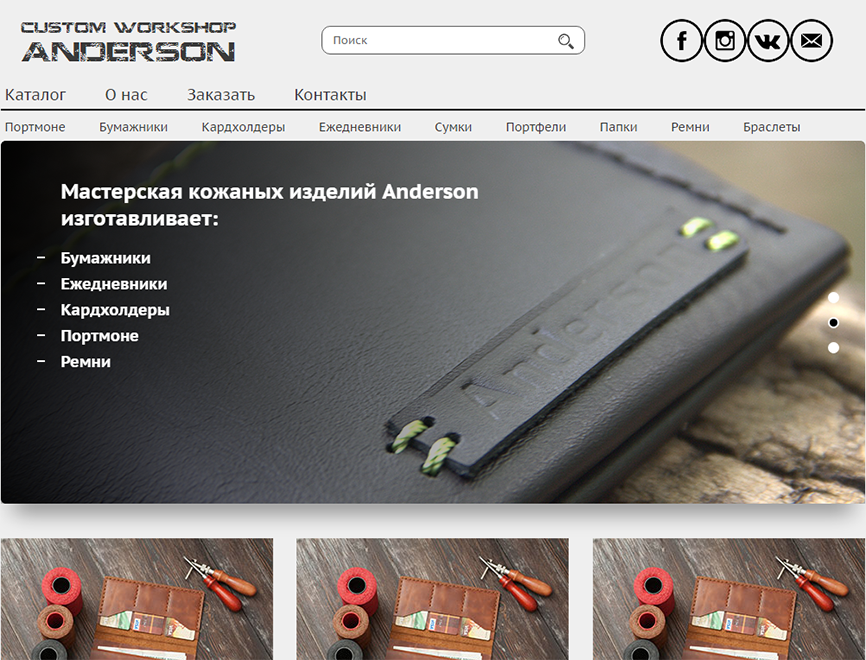 CUSTOM WORKSHOP
ANDERSON
Поиск
Каталог О нас Заказать Контакты
Портмоне Бумажники Кардхолдеры Ежедневники Сумки Портфели Папки Ремни Браслеты
Мастерская кожаных изделий Anderson
изготавливает:
– Бумажники
– Ежедневники
– Кардхолдеры
– Портмоне
– Ремни
Anderson